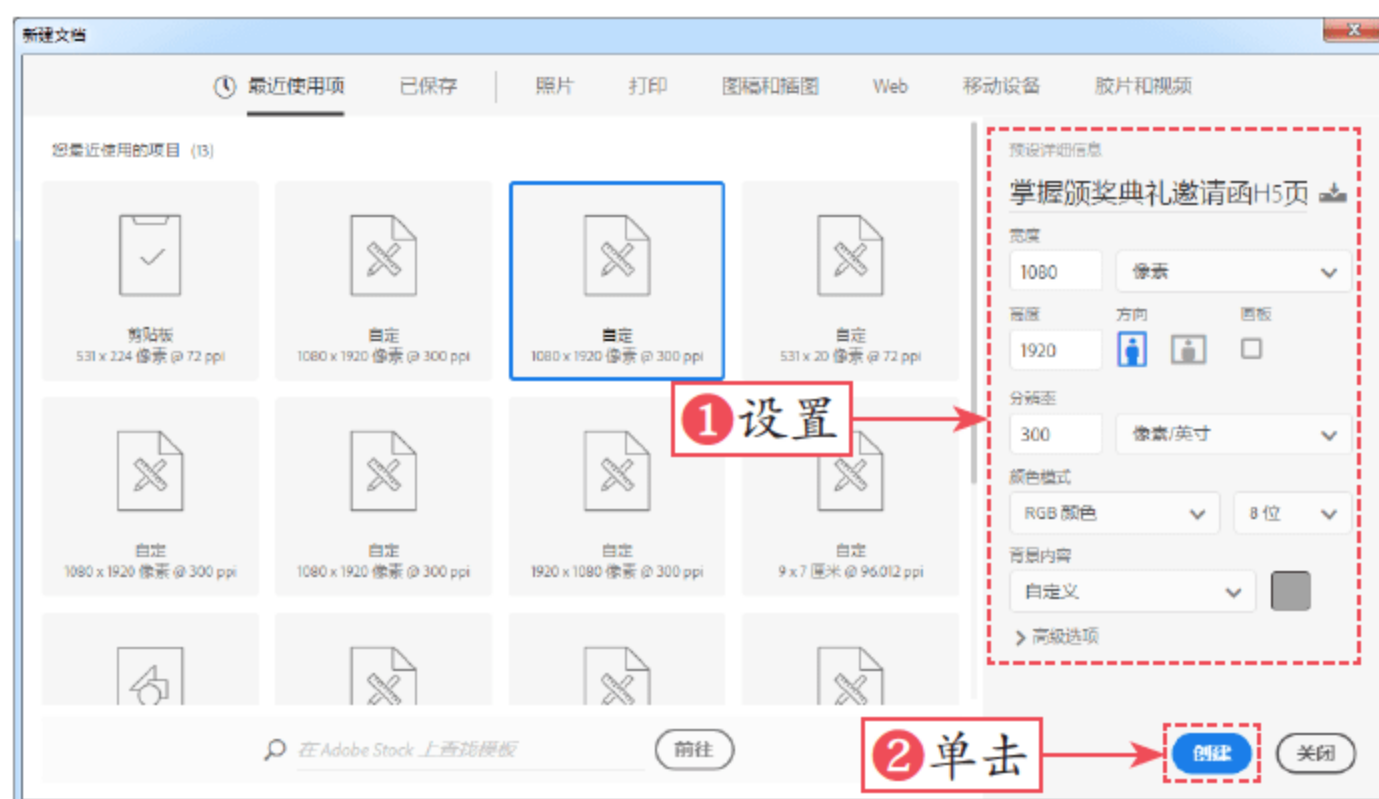 新建文档
最近使用项 已保存 照片 打印 图稿和插图 Web 移动设备 胶片和视频
您最近使用的项目 (13)
剪贴板
531 x 224 像素 @ 72 ppi
自定
1080 x 1920 像素 @ 300 ppi
自定
1080 x 1920 像素 @ 300 ppi
自定
531 x 20 像素 @ 72 ppi
自定
1080 x 1920 像素 @ 300 ppi
自定
1080 x 1920 像素 @ 300 ppi
自定
1920 x 1080 像素 @ 300 ppi
自定
9 x 7 厘米 @ 96.012 ppi
在 Adobe Stock 上查找模板
前往
1 设置
预设详细信息
掌握颁奖典礼邀请函H5页
宽度
1080 像素
高度 方向 画板
1920
分辨率
300 像素/英寸
颜色模式
RGB 颜色 8 位
背景内容
自定义
高级选项
2 单击
创建 关闭